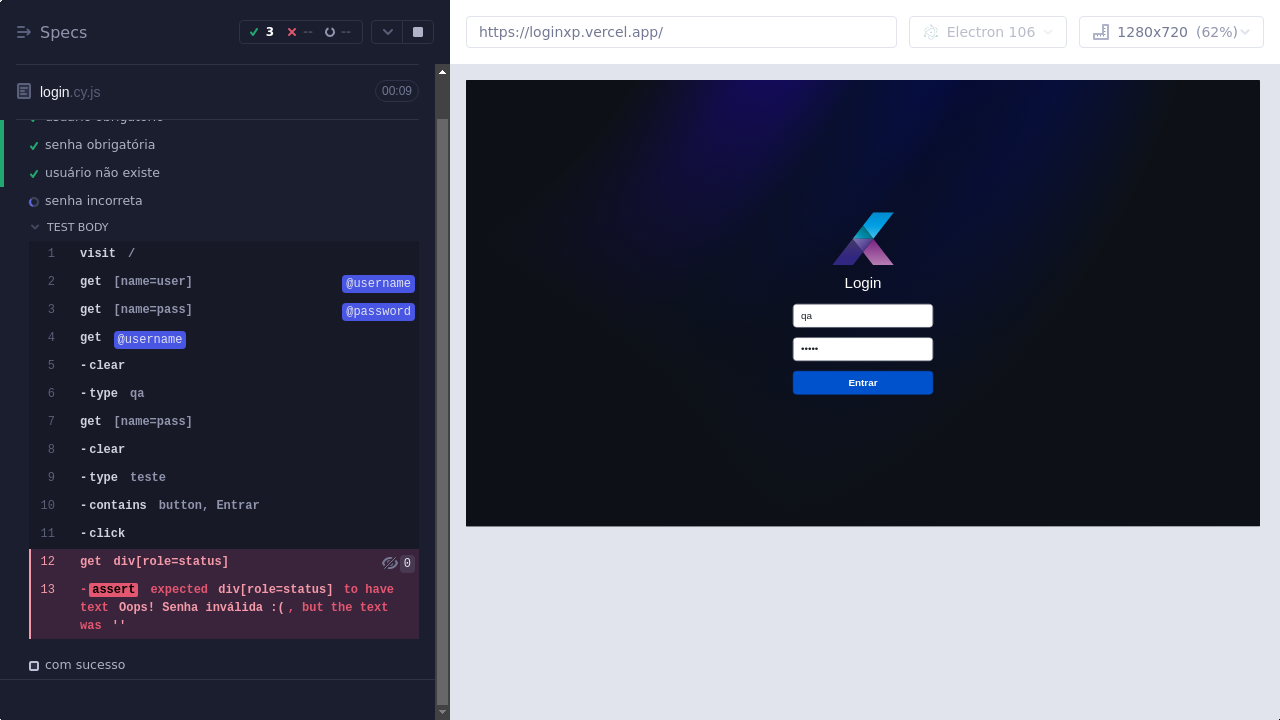 Specs
3
--
--
login.cy.js
00:09
usuário obrigatório
senha obrigatória
usuário não existe
senha incorreta
TEST BODY
1 visit /
2 get [name=user] @username
3 get [name=pass] @password
4 get @username
5 -clear
6 -type qa
7 get [name=pass]
8 -clear
9 -type teste
10 -contains button, Entrar
11 -click
12 get div[role=status] 0
13 -assert expected div[role=status] to have
text Oops! Senha inválida :( , but the text
was ''
com sucesso
https://loginxp.vercel.app/
Electron 106
1280x720 (62%)
Login
qa
•••••
Entrar